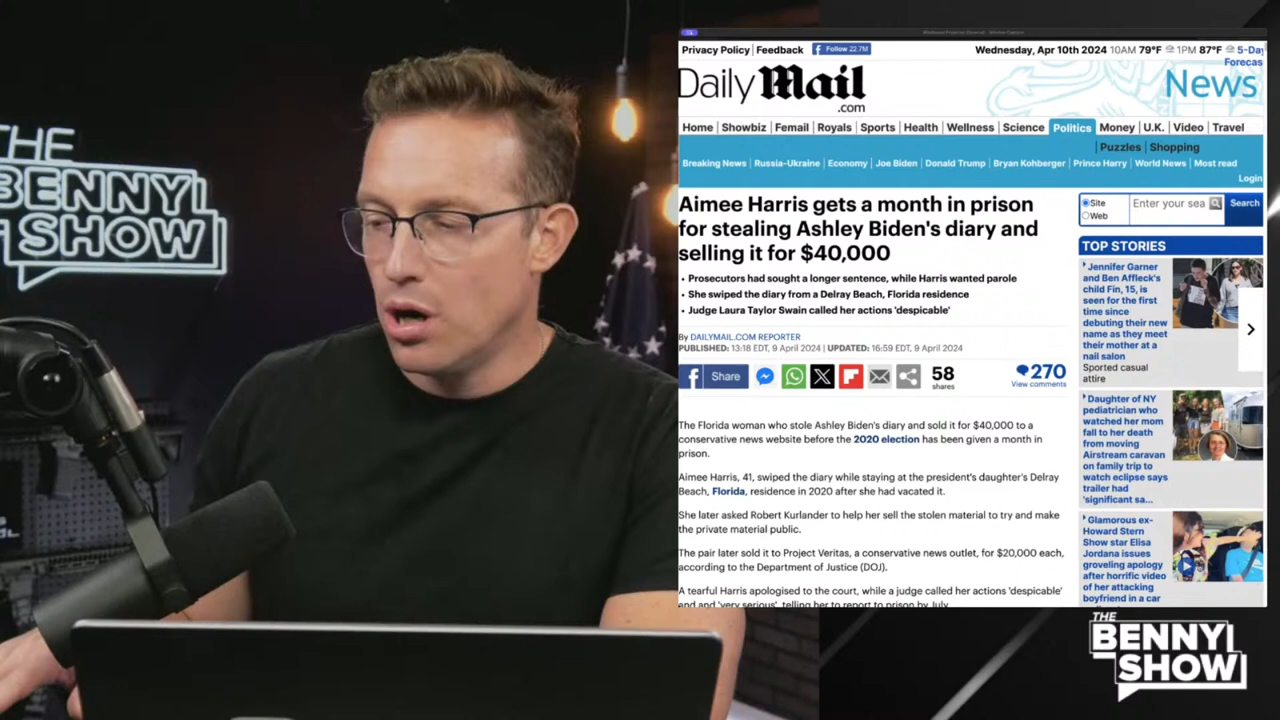 THE
BENNY
SHOW
Privacy Policy | Feedback
Follow 22.7M
Wednesday, Apr 10th 2024 10AM 79°F 1PM 87°F 5-Day
Forecas
Daily Mail
.com
News
Home | Showbiz | Femail | Royals | Sports | Health | Wellness | Science | Politics | Money | U.K. | Video | Travel
| Puzzles | Shopping
Breaking News | Russia-Ukraine | Economy | Joe Biden | Donald Trump | Bryan Kohberger | Prince Harry | World News | Most read
Login
Aimee Harris gets a month in prison
for stealing Ashley Biden's diary and
selling it for $40,000
• Prosecutors had sought a longer sentence, while Harris wanted parole
• She swiped the diary from a Delray Beach, Florida residence
• Judge Laura Taylor Swain called her actions 'despicable'
By DAILYMAIL.COM REPORTER
PUBLISHED: 13:18 EDT, 9 April 2024 | UPDATED: 16:59 EDT, 9 April 2024
Share
58
shares
270
View comments
The Florida woman who stole Ashley Biden's diary and sold it for $40,000 to a
conservative news website before the 2020 election has been given a month in
prison.
Aimee Harris, 41, swiped the diary while staying at the president's daughter's Delray
Beach, Florida, residence in 2020 after she had vacated it.
She later asked Robert Kurlander to help her sell the stolen material to try and make
the private material public.
The pair later sold it to Project Veritas, a conservative news outlet, for $20,000 each,
according to the Department of Justice (DOJ).
A tearful Harris apologised to the court, while a judge called her actions 'despicable'
and and 'very serious', telling her to report to prison by July.
Site
Web
Enter your sea
Search
TOP STORIES
Jennifer Garner
and Ben Affleck's
child Fin, 15, is
seen for the first
time since
debuting their new
name as they meet
their mother at a
nail salon
Sported casual
attire
Daughter of NY
pediatrician who
watched her mom
fall to her death
from moving
Airstream caravan
on family trip to
watch eclipse says
trailer had
'significant sa...
Glamorous ex-
Howard Stern
Show star Elisa
Jordana issues
groveling apology
after horrific video
of her attacking
boyfriend in a car
THE
BENNY
SHOW